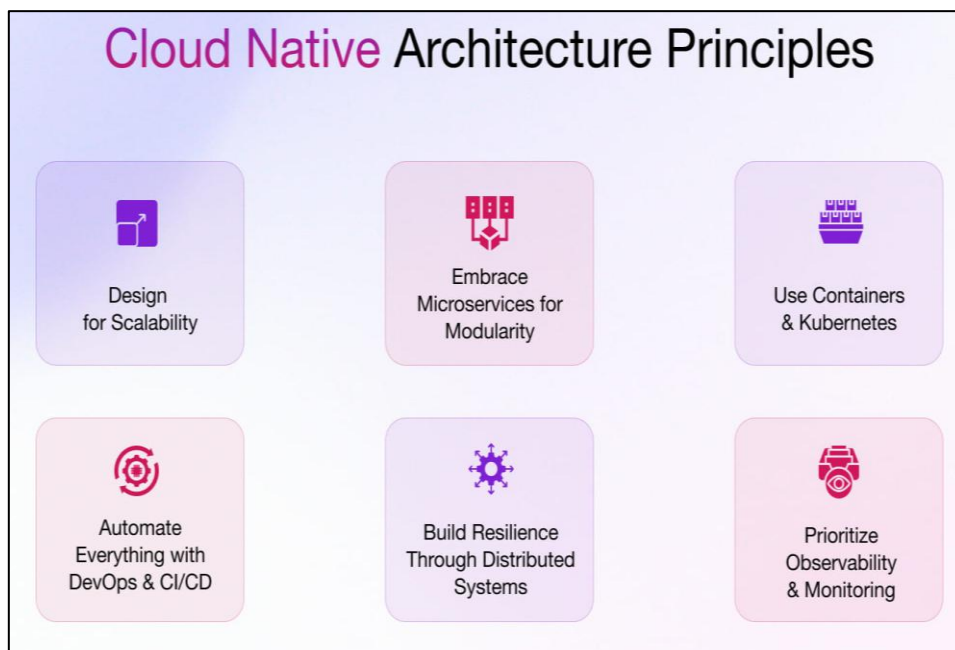 Cloud Native Architecture Principles
Design
for Scalability
Embrace
Microservices for
Modularity
Use Containers
& Kubernetes
Automate
Everything with
DevOps & CI/CD
Build Resilience
Through Distributed
Systems
Prioritize
Observability
& Monitoring